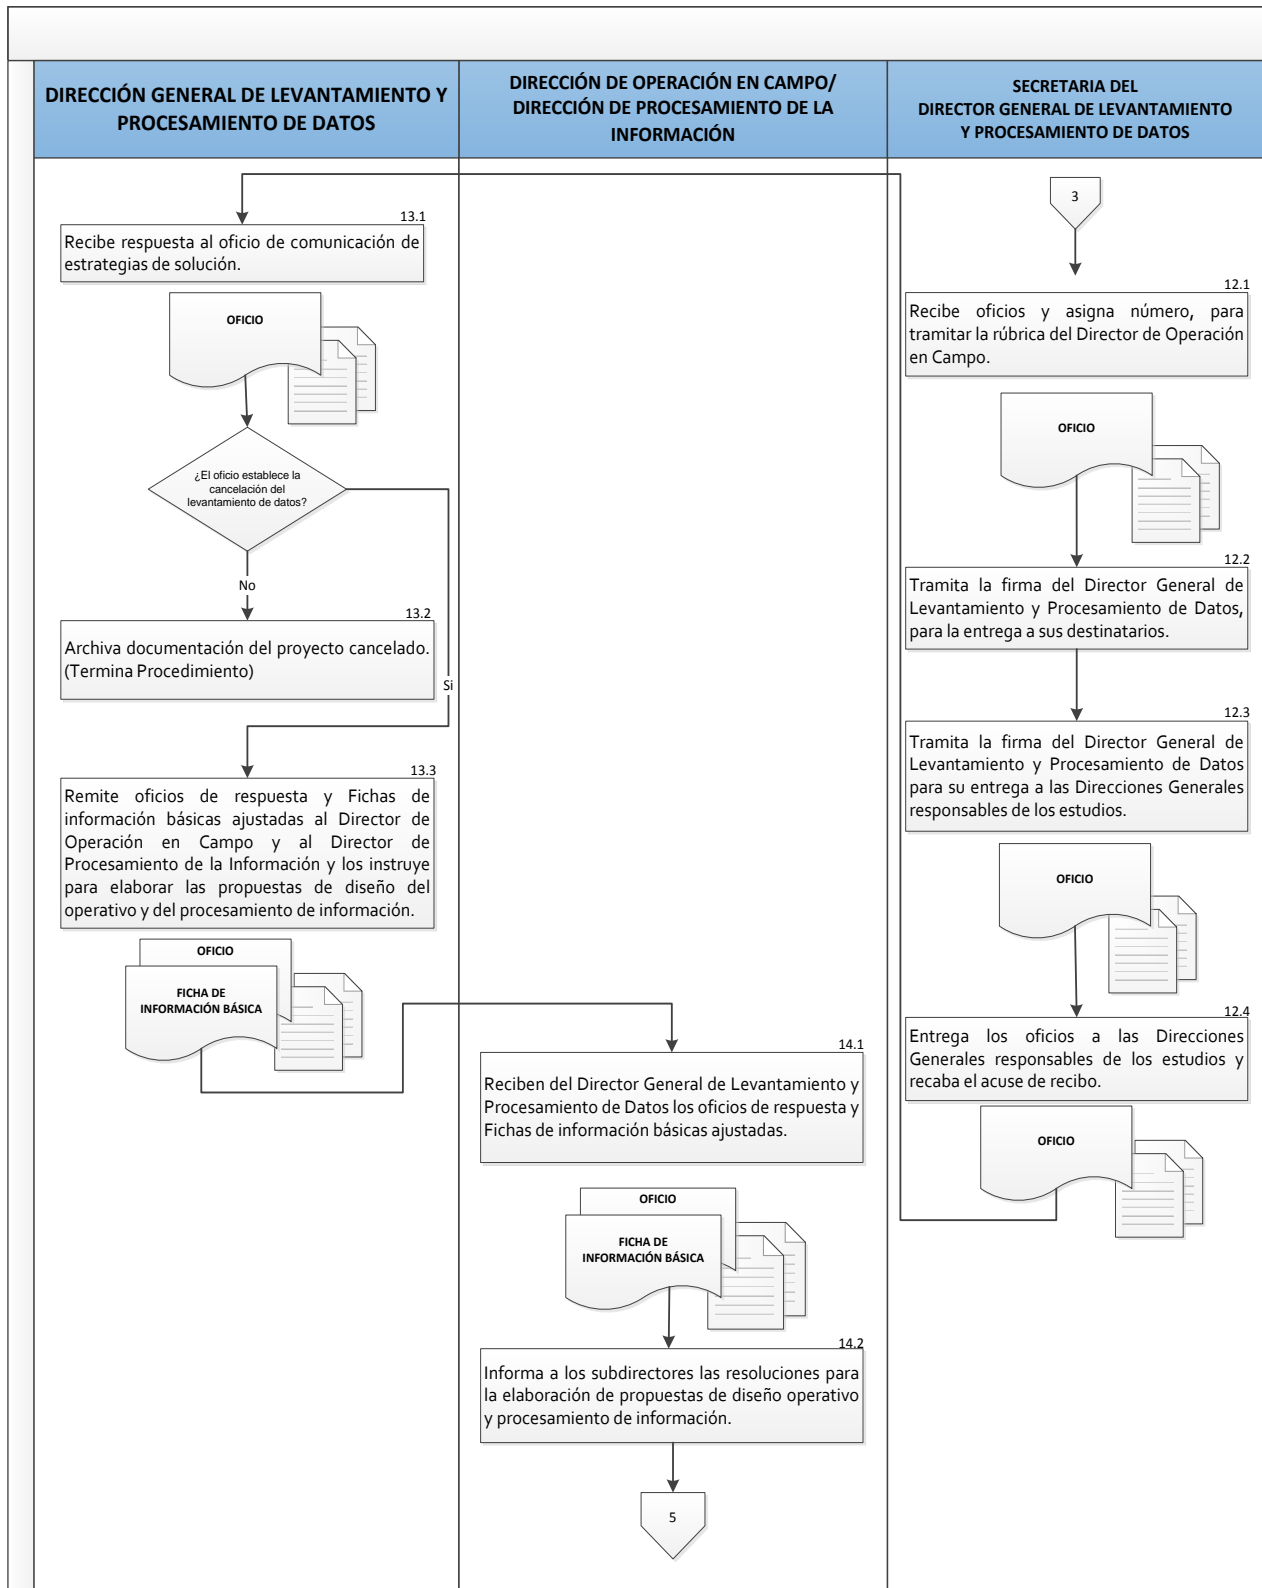 DIRECCIÓN GENERAL DE LEVANTAMIENTO Y
PROCESAMIENTO DE DATOS
DIRECCIÓN DE OPERACIÓN EN CAMPO/
DIRECCIÓN DE PROCESAMIENTO DE LA
INFORMACIÓN
SECRETARIA DEL
DIRECTOR GENERAL DE LEVANTAMIENTO
Y PROCESAMIENTO DE DATOS
13.1
Recibe respuesta al oficio de comunicación de
estrategias de solución.
OFICIO
¿El oficio establece la
cancelación del
levantamiento de datos?
No
13.2
Archiva documentación del proyecto cancelado.
(Termina Procedimiento)
Si
13.3
Remite oficios de respuesta y Fichas de
información básicas ajustadas al Director de
Operación en Campo y al Director de
Procesamiento de la Información y los instruye
para elaborar las propuestas de diseño del
operativo y del procesamiento de información.
OFICIO
FICHA DE
INFORMACIÓN BÁSICA
14.1
Reciben del Director General de Levantamiento y
Procesamiento de Datos los oficios de respuesta y
Fichas de información básicas ajustadas.
OFICIO
FICHA DE
INFORMACIÓN BÁSICA
14.2
Informa a los subdirectores las resoluciones para
la elaboración de propuestas de diseño operativo
y procesamiento de información.
5
3
12.1
Recibe oficios y asigna número, para
tramitar la rúbrica del Director de Operación
en Campo.
OFICIO
12.2
Tramita la firma del Director General de
Levantamiento y Procesamiento de Datos,
para la entrega a sus destinatarios.
12.3
Tramita la firma del Director General de
Levantamiento y Procesamiento de Datos
para su entrega a las Direcciones Generales
responsables de los estudios.
OFICIO
12.4
Entrega los oficios a las Direcciones
Generales responsables de los estudios y
recaba el acuse de recibo.
OFICIO